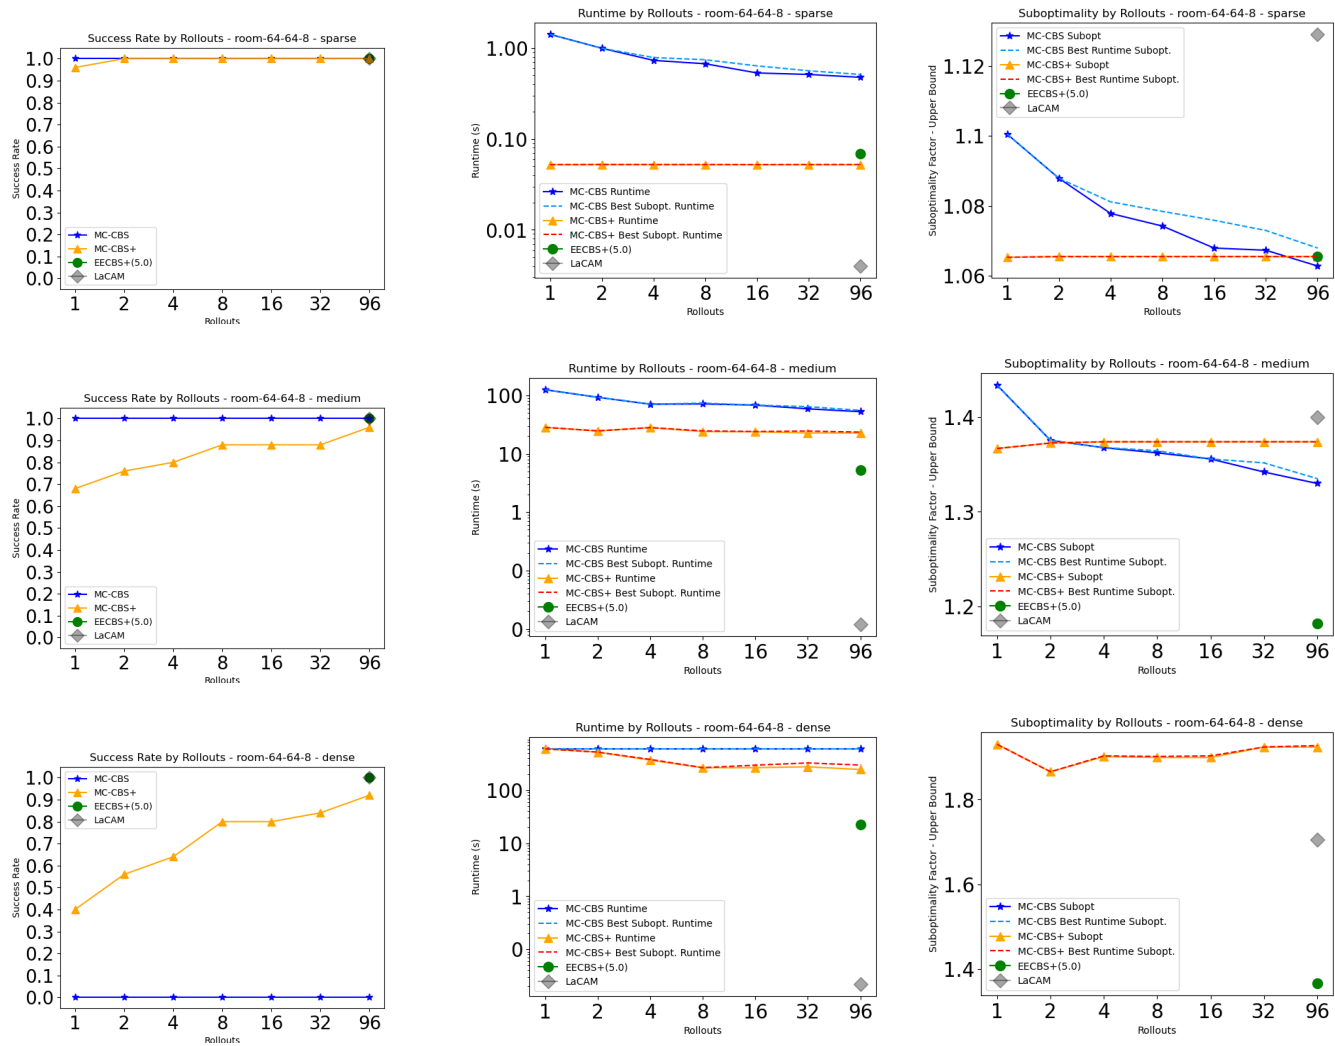 Success Rate by Rollouts - room-64-64-8 - sparse
1.0
0.9
0.8
0.7
0.6
0.5
0.4
0.3
0.2
0.1
0.0
Success Rate
MC-CBS
MC-CBS+
EECBS+(5.0)
LaCAM
1 2 4 8 16 32 96
Rollouts
Runtime by Rollouts - room-64-64-8 - sparse
1.00
0.10
0.01
Runtime (s)
MC-CBS Runtime
MC-CBS Best Subopt. Runtime
MC-CBS+ Runtime
MC-CBS+ Best Subopt. Runtime
EECBS+(5.0)
LaCAM
1 2 4 8 16 32 96
Rollouts
Suboptimality by Rollouts - room-64-64-8 - sparse
1.12
1.1
1.08
1.06
Suboptimality Factor - Upper Bound
MC-CBS Subopt
MC-CBS Best Runtime Subopt.
MC-CBS+ Subopt
MC-CBS+ Best Runtime Subopt.
EECBS+(5.0)
LaCAM
1 2 4 8 16 32 96
Rollouts
Success Rate by Rollouts - room-64-64-8 - medium
1.0
0.9
0.8
0.7
0.6
0.5
0.4
0.3
0.2
0.1
0.0
Success Rate
MC-CBS
MC-CBS+
EECBS+(5.0)
LaCAM
1 2 4 8 16 32 96
Rollouts
Runtime by Rollouts - room-64-64-8 - medium
100
10
1
0
0
Runtime (s)
MC-CBS Runtime
MC-CBS Best Subopt. Runtime
MC-CBS+ Runtime
MC-CBS+ Best Subopt. Runtime
EECBS+(5.0)
LaCAM
1 2 4 8 16 32 96
Rollouts
Suboptimality by Rollouts - room-64-64-8 - medium
1.4
1.3
1.2
Suboptimality Factor - Upper Bound
MC-CBS Subopt
MC-CBS Best Runtime Subopt.
MC-CBS+ Subopt
MC-CBS+ Best Runtime Subopt.
EECBS+(5.0)
LaCAM
1 2 4 8 16 32 96
Rollouts
Success Rate by Rollouts - room-64-64-8 - dense
1.0
0.9
0.8
0.7
0.6
0.5
0.4
0.3
0.2
0.1
0.0
Success Rate
MC-CBS
MC-CBS+
EECBS+(5.0)
LaCAM
1 2 4 8 16 32 96
Rollouts
Runtime by Rollouts - room-64-64-8 - dense
100
10
1
0
Runtime (s)
MC-CBS Runtime
MC-CBS Best Subopt. Runtime
MC-CBS+ Runtime
MC-CBS+ Best Subopt. Runtime
EECBS+(5.0)
LaCAM
1 2 4 8 16 32 96
Rollouts
Suboptimality by Rollouts - room-64-64-8 - dense
1.8
1.6
1.4
Suboptimality Factor - Upper Bound
MC-CBS Subopt
MC-CBS Best Runtime Subopt.
MC-CBS+ Subopt
MC-CBS+ Best Runtime Subopt.
EECBS+(5.0)
LaCAM
1 2 4 8 16 32 96
Rollouts